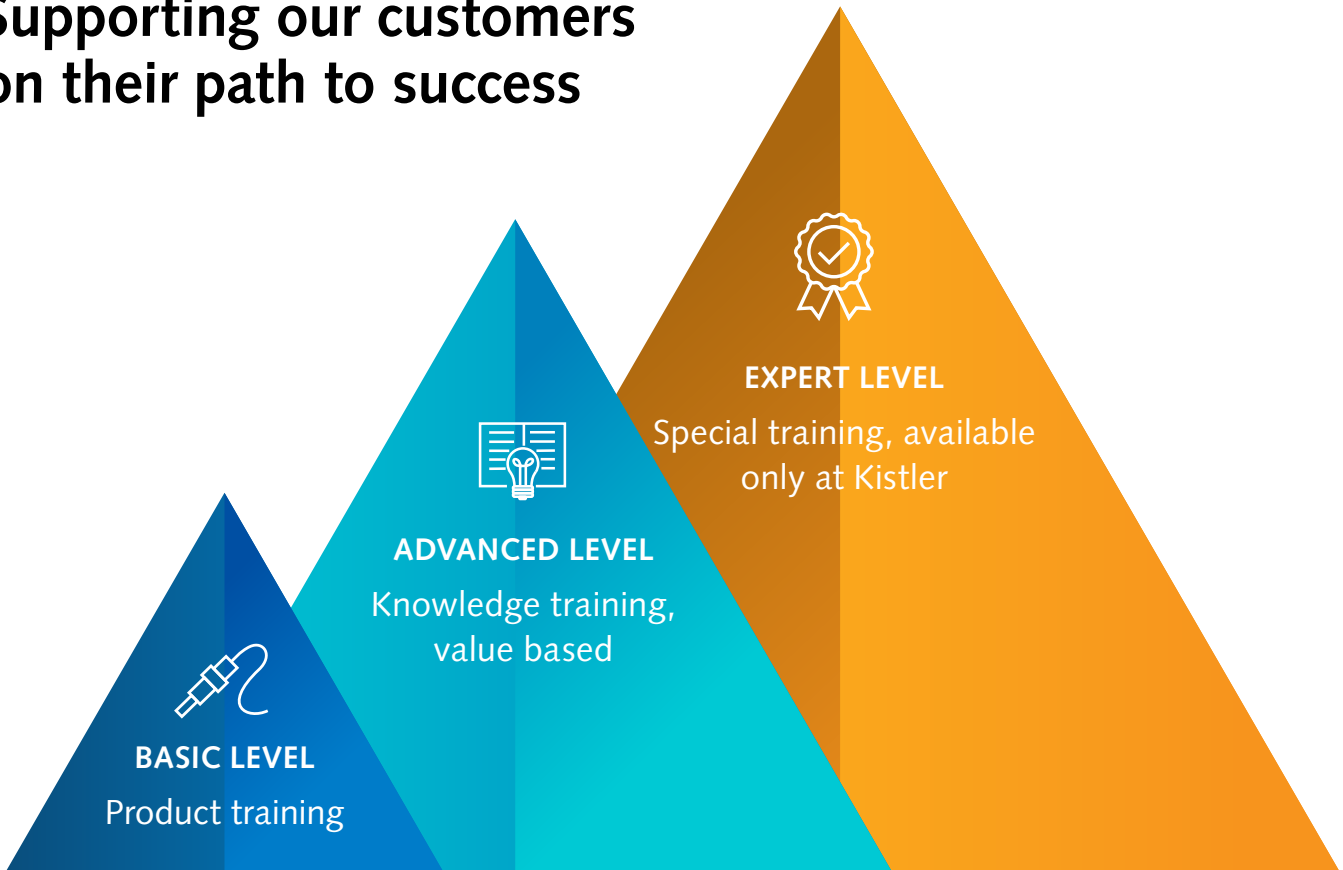 Supporting our customers
on their path to success
EXPERT LEVEL
Special training, available
only at Kistler
ADVANCED LEVEL
Knowledge training,
value based
BASIC LEVEL
Product training